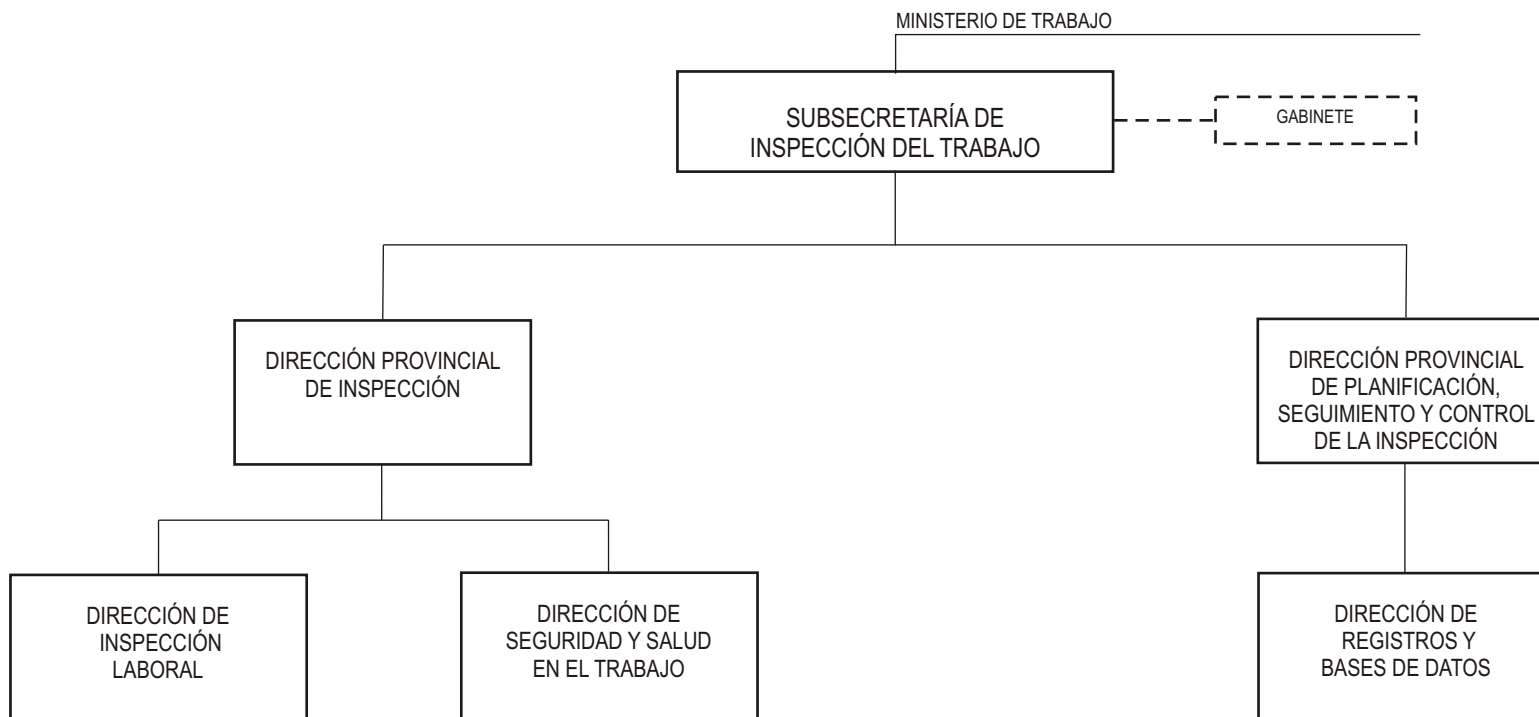 MINISTERIO DE TRABAJO
SUBSECRETARÍA DE
INSPECCIÓN DEL TRABAJO
GABINETE
DIRECCIÓN PROVINCIAL
DE INSPECCIÓN
DIRECCIÓN PROVINCIAL
DE PLANIFICACIÓN,
SEGUIMIENTO Y CONTROL
DE LA INSPECCIÓN
DIRECCIÓN DE
INSPECCIÓN
LABORAL
DIRECCIÓN DE
SEGURIDAD Y SALUD
EN EL TRABAJO
DIRECCIÓN DE
REGISTROS Y
BASES DE DATOS